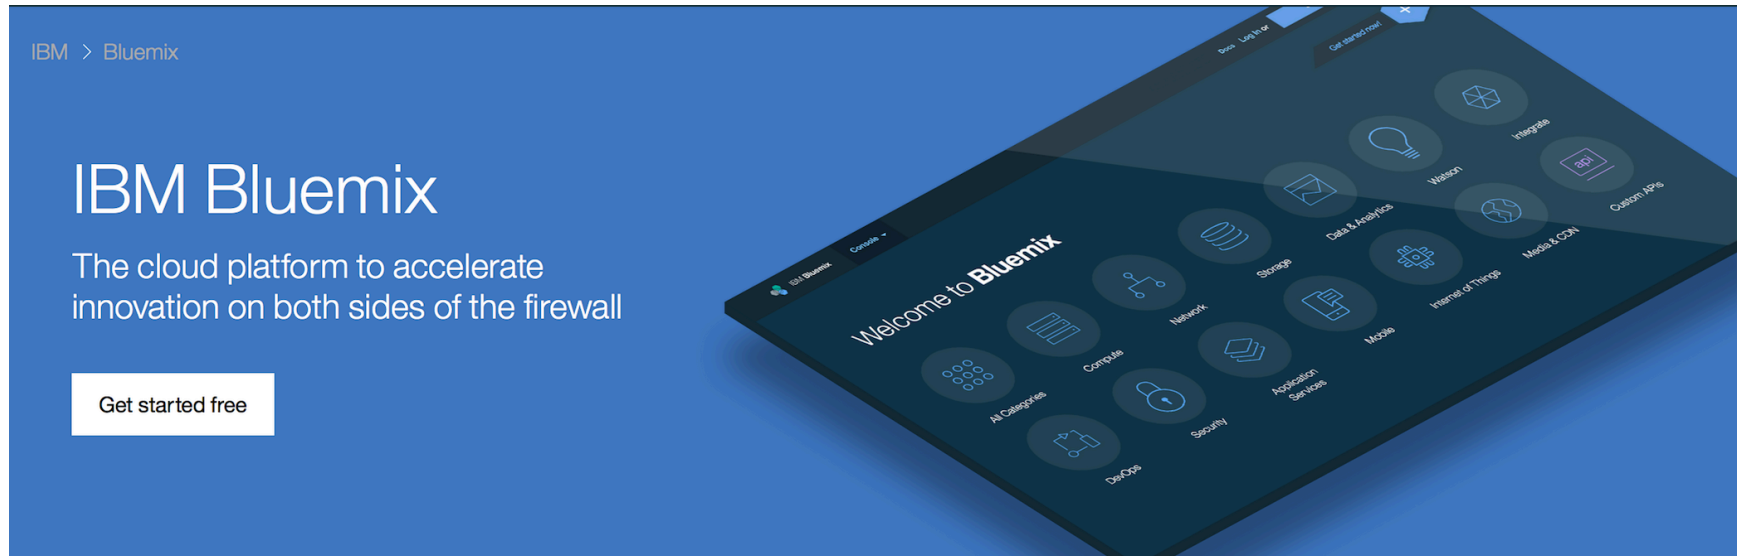 IBM > Bluemix
IBM Bluemix
The cloud platform to accelerate
innovation on both sides of the firewall
Get started free
Docs Log in or
Get started now!
IBM Bluemix
Console
Welcome to Bluemix
All Categories
Compute
Network
Storage
Data & Analytics
Watson
Integrate
DevOps
Security
Application
Services
Mobile
Internet of Things
Media & CDN
api
Custom APIs